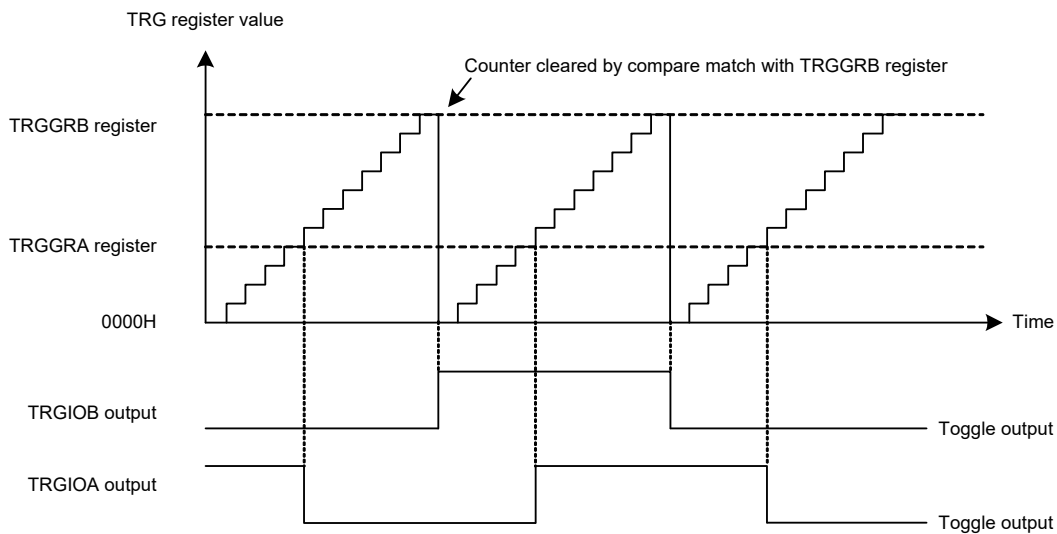 TRG register value
Counter cleared by compare match with TRGGRB register
TRGGRB register
TRGGRA register
0000H
Time
TRGIOB output
Toggle output
TRGIOA output
Toggle output